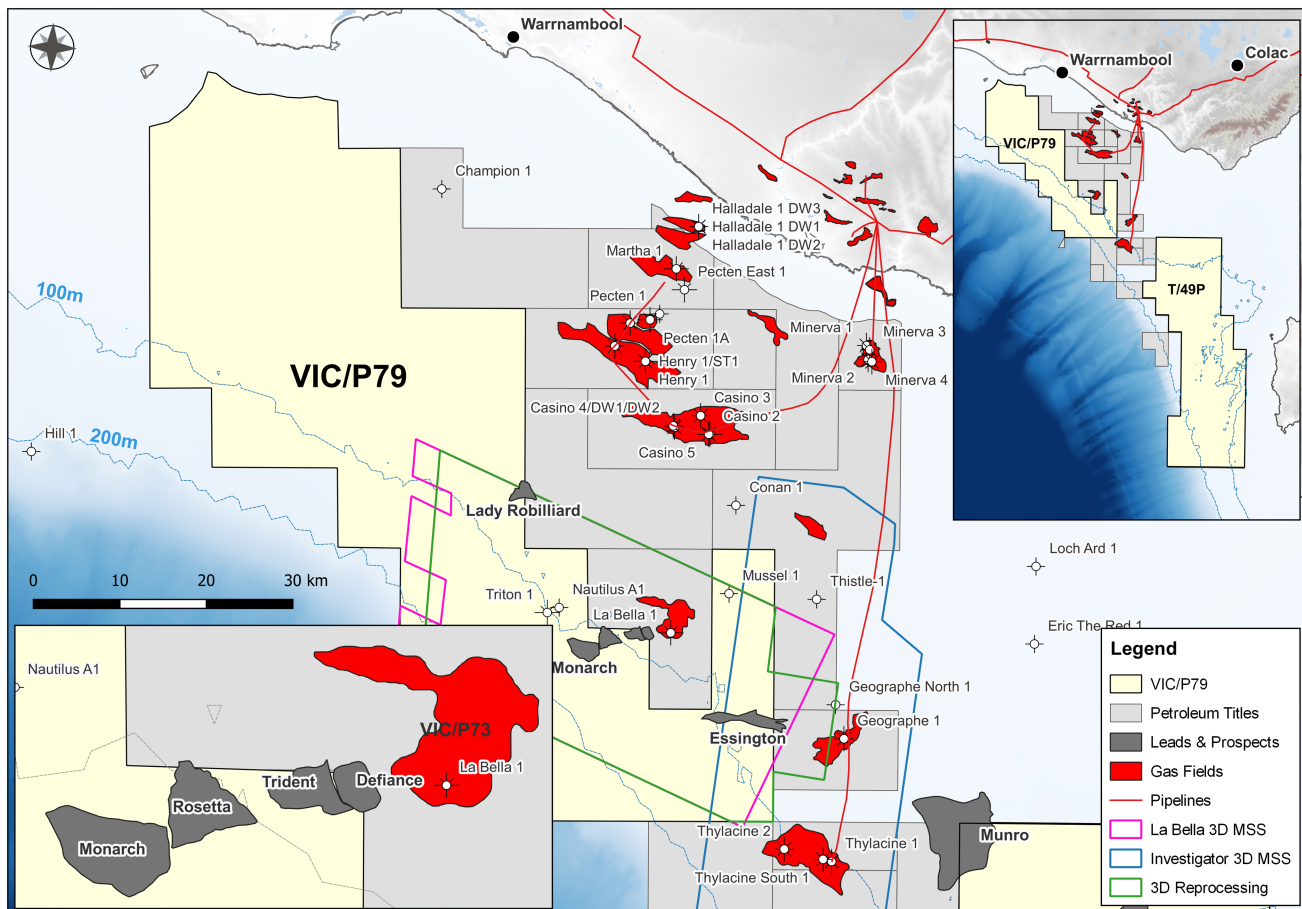 Warrnambool
Champion 1
Halladale 1 DW3
Halladale 1 DW1
Halladale 1 DW2
Martha 1
Pecten East 1
Pecten 1
Pecten 1A
Minerva 1
Minerva 3
Henry 1/ST1
Henry 1
Minerva 2
Minerva 4
100m
VIC/P79
Casino 3
Casino 4/DW1/DW2
Casino 2
Casino 5
Hill 1
200m
Conan 1
Lady Robilliard
Loch Ard 1
0 10 20 30 km
Mussel 1
Thistle-1
Nautilus A1
Triton 1
La Bella 1
Eric The Red 1
Monarch
Geographe North 1
Geographe 1
Essington
Thylacine 2
Thylacine 1
Thylacine South 1
Munro
Warrnambool
Colac
VIC/P79
T/49P
Nautilus A1
VIC/P73
La Bella 1
Trident
Defiance
Rosetta
Monarch
Legend
VIC/P79
Petroleum Titles
Leads & Prospects
Gas Fields
Pipelines
La Bella 3D MSS
Investigator 3D MSS
3D Reprocessing